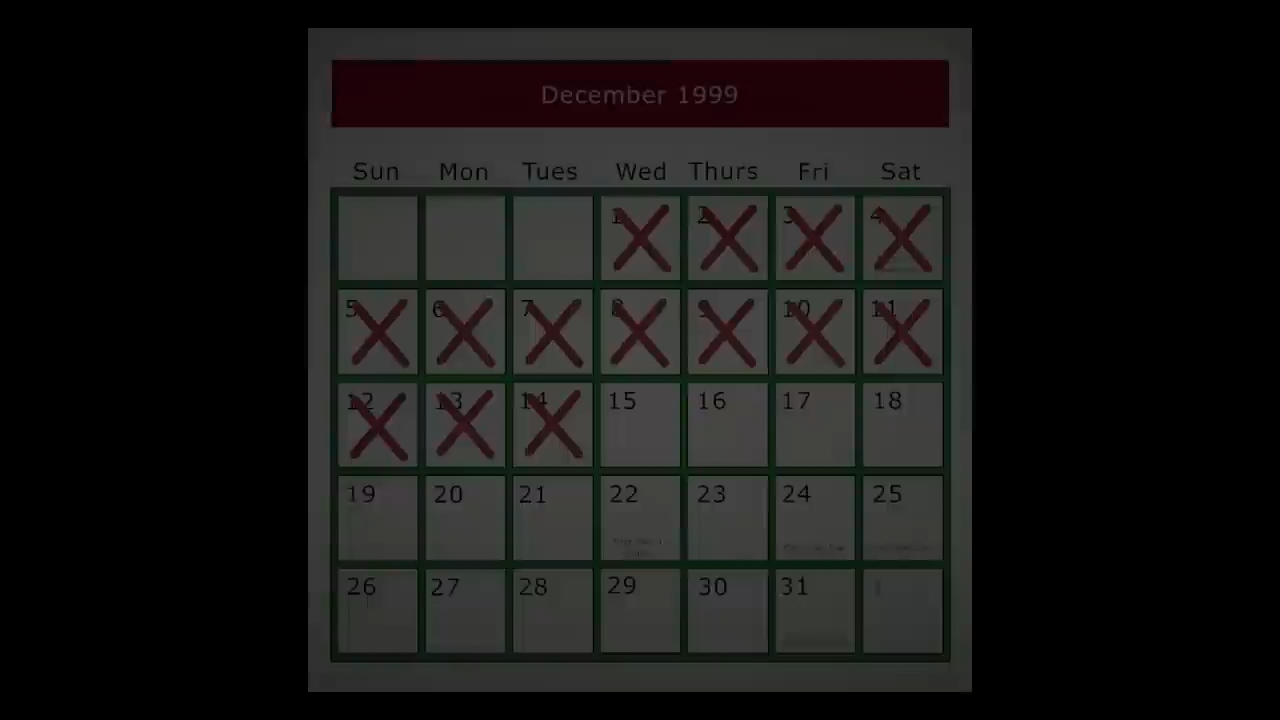 December 1999
Sun Mon Tues Wed Thurs Fri Sat
1 2 3 4
5 6 7 8 9 10 11
12 13 14 15 16 17 18
19 20 21 22 23 24 25
26 27 28 29 30 31